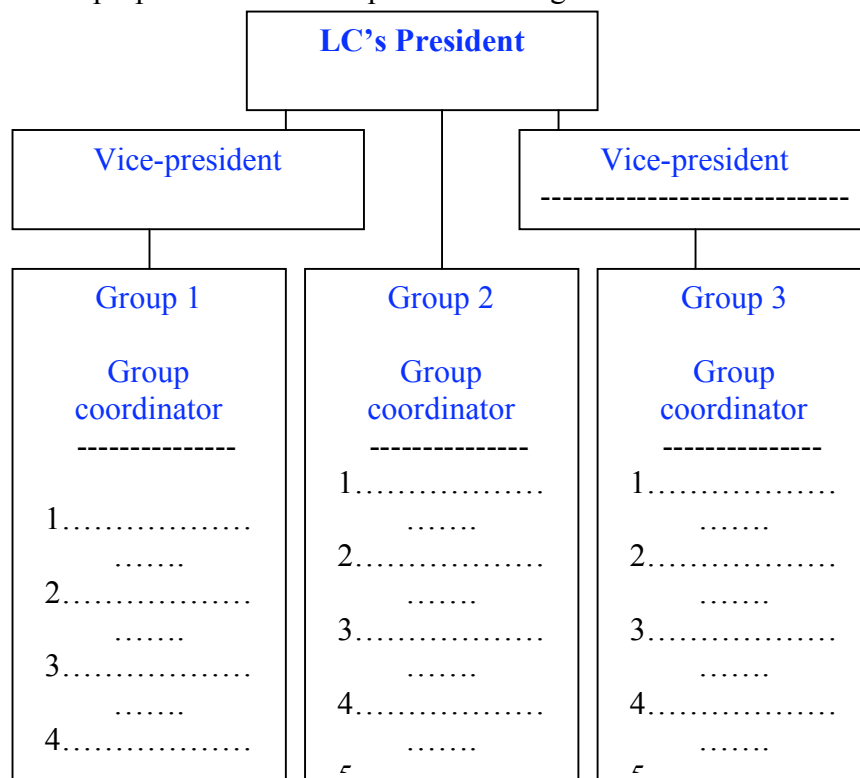 LC's President
Vice-president
Vice-president
-----------------------------
Group 1
Group
coordinator
---------------
1………………
…….
2………………
…….
3………………
…….
4………………
Group 2
Group
coordinator
---------------
1………………
…….
2………………
…….
3………………
…….
4………………
…….
Group 3
Group
coordinator
---------------
1………………
…….
2………………
…….
3………………
…….
4………………
…….